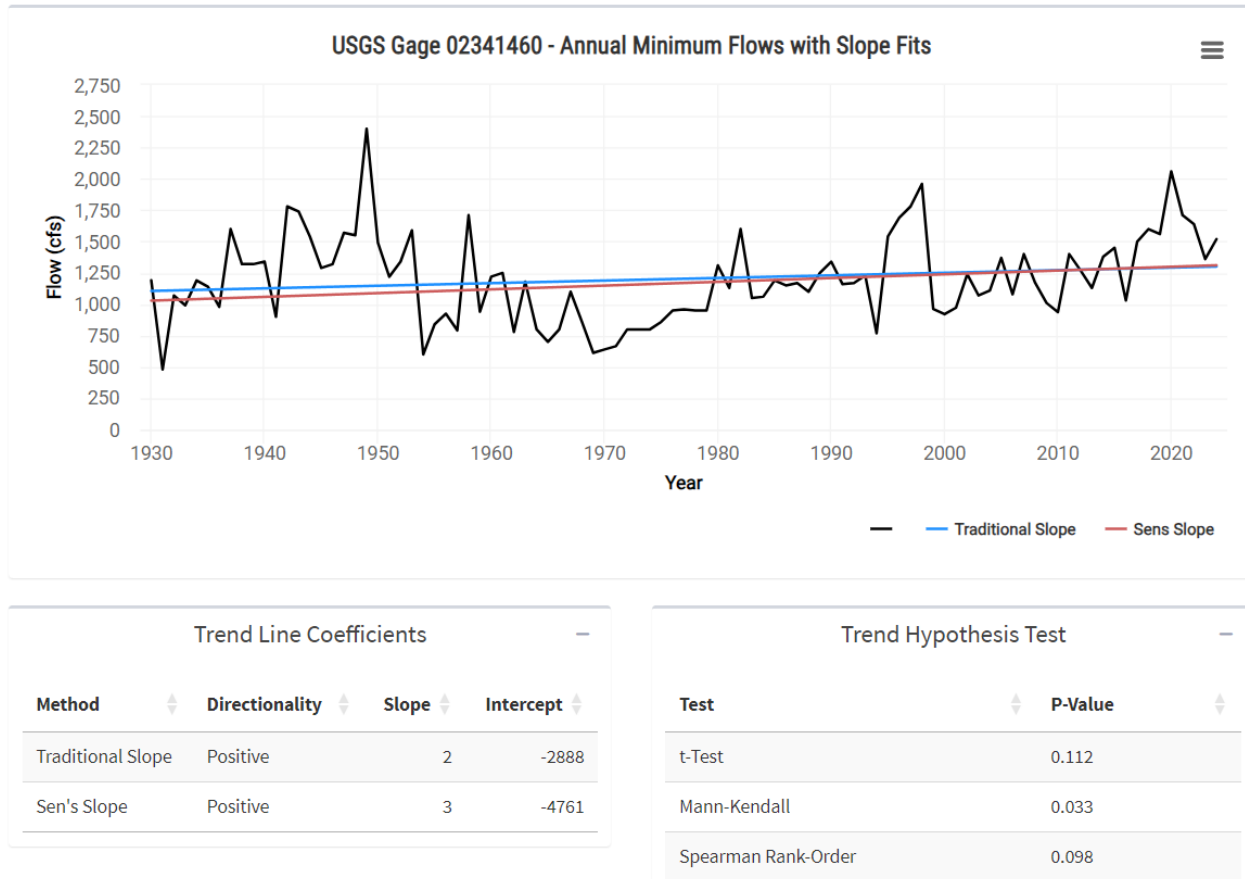 USGS Gage 02341460 - Annual Minimum Flows with Slope Fits
2,750
2,500
2,250
2,000
1,750
1,500
1,250
1,000
750
500
250
0
Flow (cfs)
1930 1940 1950 1960 1970 1980 1990 2000 2010 2020
Year
Traditional Slope Sens Slope
Trend Line Coefficients
Method Directionality Slope Intercept
Traditional Slope Positive 2 -2888
Sen's Slope Positive 3 -4761
Trend Hypothesis Test
Test P-Value
t-Test 0.112
Mann-Kendall 0.033
Spearman Rank-Order 0.098